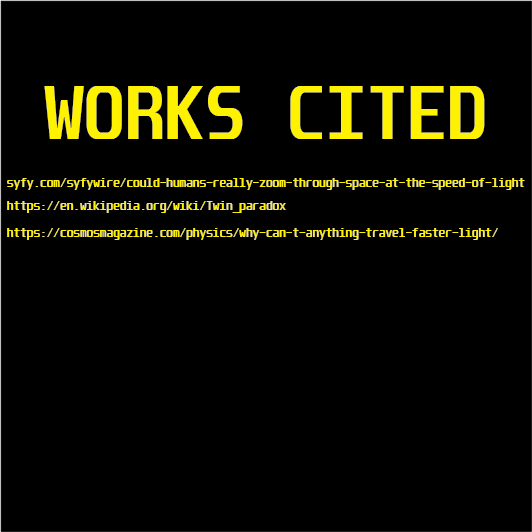 WORKS CITED
syfy.com/syfywire/could-humans-really-zoom-through-space-at-the-speed-of-light
https://en.wikipedia.org/wiki/Twin_paradox
https://cosmosmagazine.com/physics/why-can-t-anything-travel-faster-light/